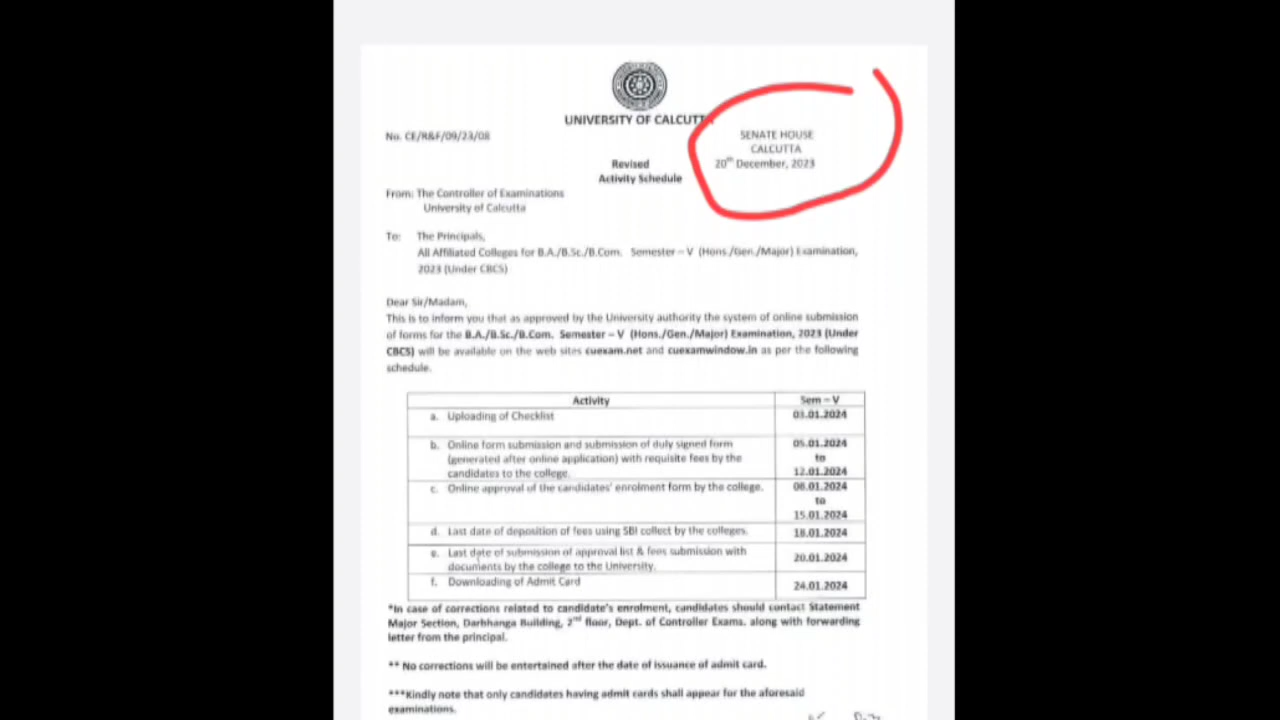 UNIVERSITY OF CALCUTTA
No. CE/R&F/09/23/08
SENATE HOUSE
CALCUTTA
20th December, 2023
Revised
Activity Schedule
From: The Controller of Examinations
University of Calcutta
To: The Principals,
All Affiliated Colleges for B.A./B.Sc./B.Com. Semester – V (Hons./Gen./Major) Examination,
2023 (Under CBCS)
Dear Sir/Madam,
This is to inform you that as approved by the University authority the system of online submission
of forms for the B.A./B.Sc./B.Com. Semester – V (Hons./Gen./Major) Examination, 2023 (Under
CBCS) will be available on the web sites cuexam.net and cuexamwindow.in as per the following
schedule.
Activity Sem – V
a. Uploading of Checklist 03.01.2024
b. Online form submission and submission of duly signed form 05.01.2024
(generated after online application) with requisite fees by the to
candidates to the college. 12.01.2024
c. Online approval of the candidates' enrolment form by the college. 08.01.2024
to
15.01.2024
d. Last date of deposition of fees using SBI collect by the colleges. 18.01.2024
e. Last date of submission of approval list & fees submission with 20.01.2024
documents by the college to the University.
f. Downloading of Admit Card 24.01.2024
*In case of corrections related to candidate's enrolment, candidates should contact Statement
Major Section, Darbhanga Building, 2nd floor, Dept. of Controller Exams. along with forwarding
letter from the principal.
** No corrections will be entertained after the date of issuance of admit card.
***Kindly note that only candidates having admit cards shall appear for the aforesaid
examinations.